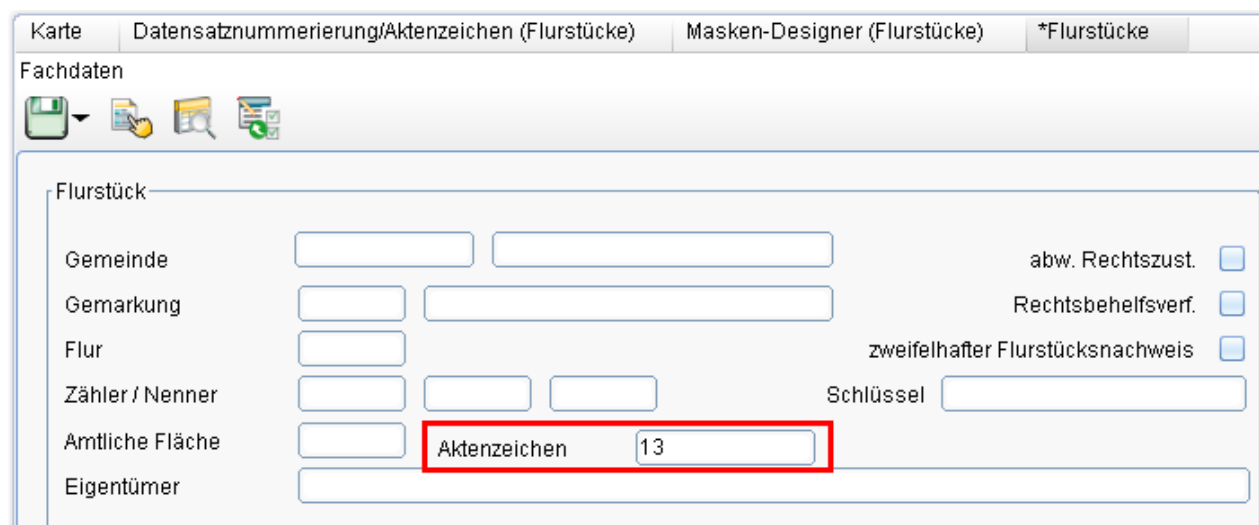 Karte Datensatznummerierung/Aktenzeichen (Flurstücke) Masken-Designer (Flurstücke) *Flurstücke
Fachdaten
Flurstück
Gemeinde abw. Rechtszust.
Gemarkung Rechtsbehelfsverf.
Flur zweifelhafter Flurstücksnachweis
Zähler / Nenner Schlüssel
Amtliche Fläche Aktenzeichen 13
Eigentümer